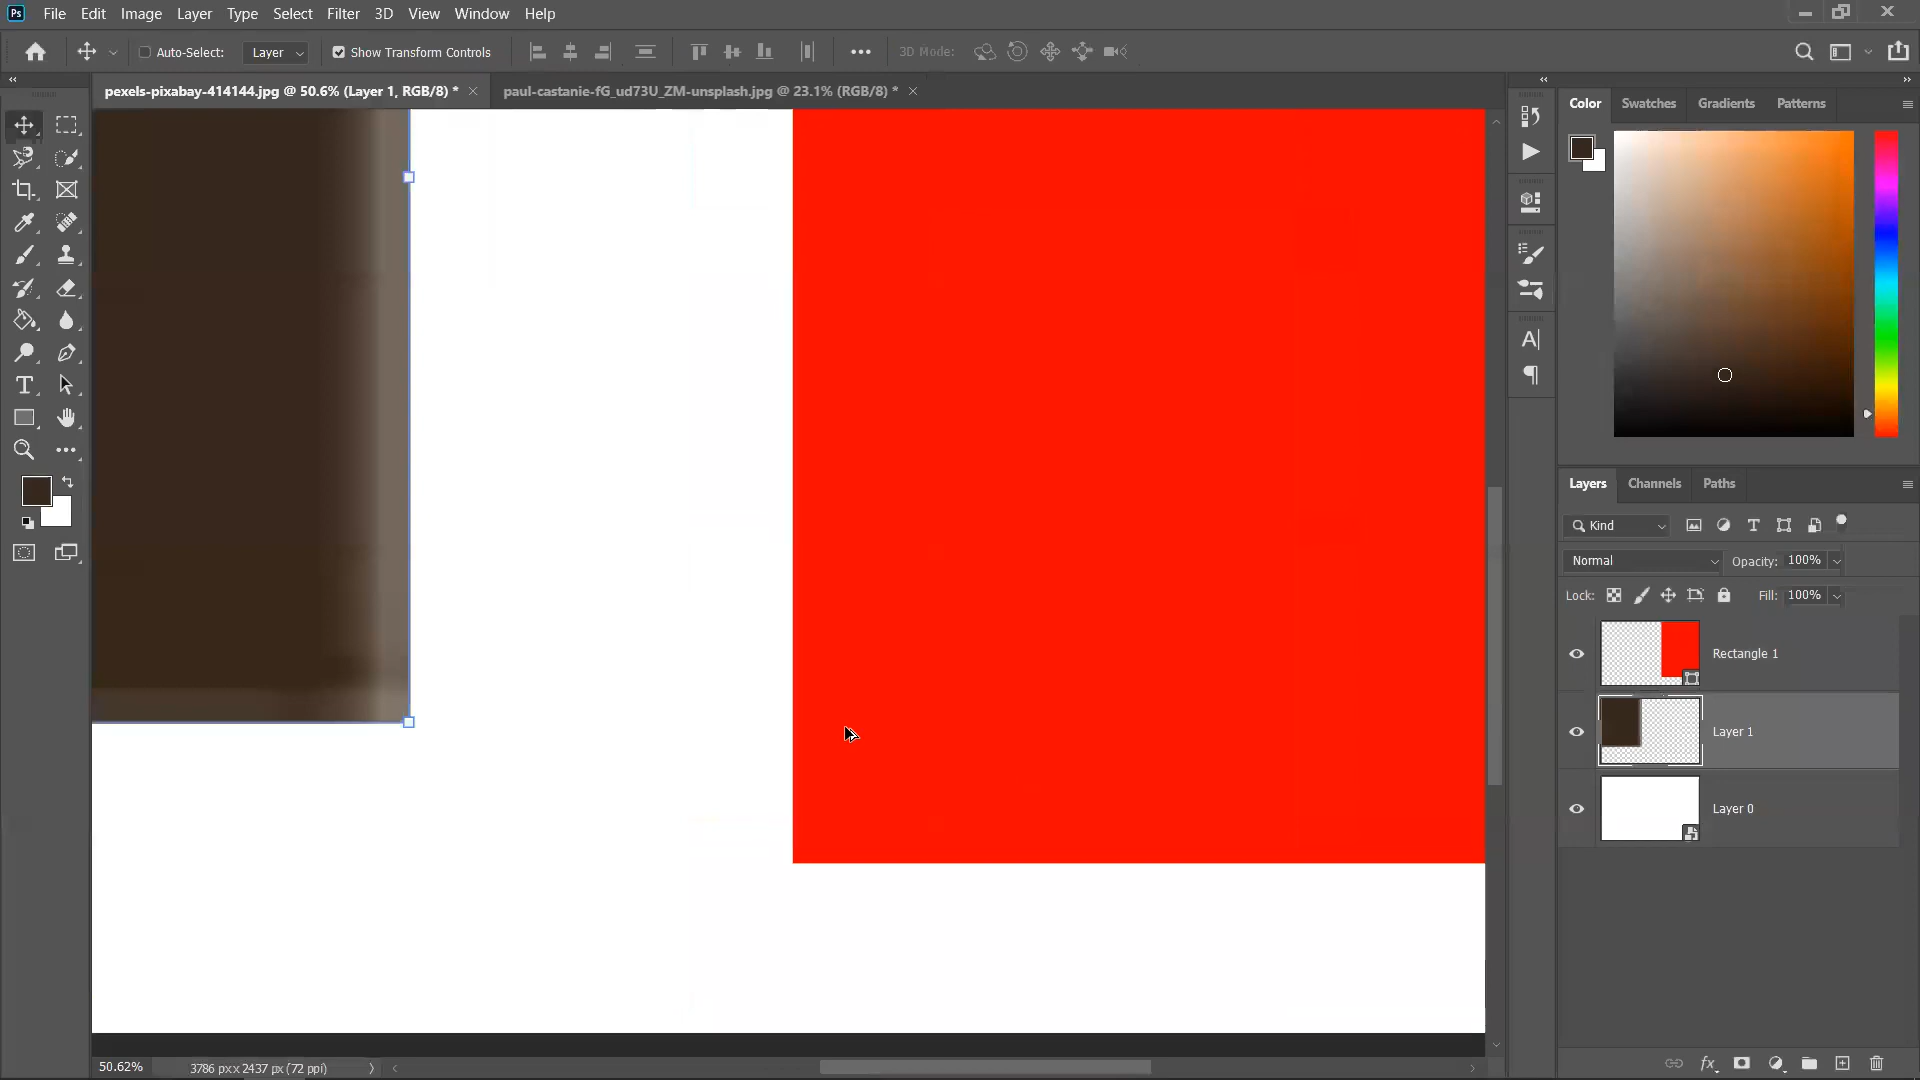 Ps File Edit Image Layer Type Select Filter 3D View Window Help
Auto-Select: Layer Show Transform Controls 3D Mode:
pexels-pixabay-414144.jpg @ 50.6% (Layer 1, RGB/8) * paul-castanie-fG_ud73U_ZM-unsplash.jpg @ 23.1% (RGB/8) *
Color Swatches Gradients Patterns
Layers Channels Paths
Kind
Normal Opacity: 100%
Lock: Fill: 100%
Rectangle 1
Layer 1
Layer 0
50.62% 3786 px x 2437 px (72 ppi)